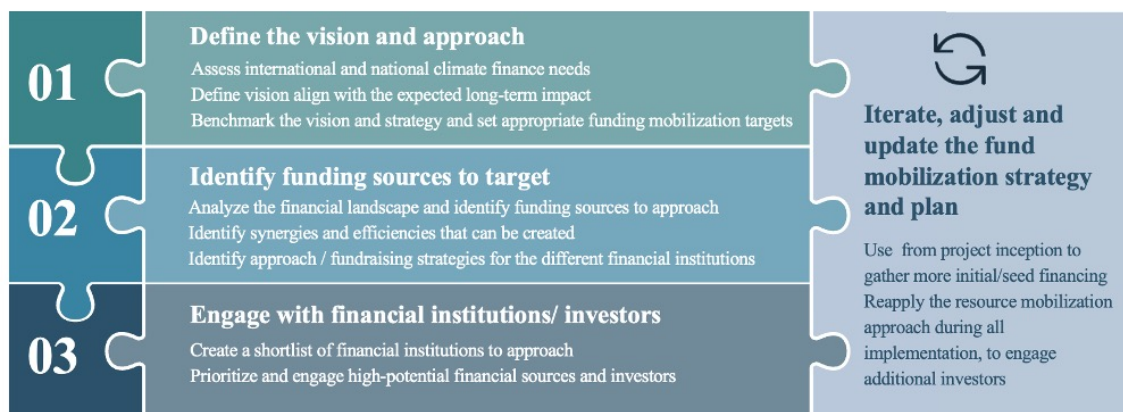 01
Define the vision and approach
Assess international and national climate finance needs
Define vision align with the expected long-term impact
Benchmark the vision and strategy and set appropriate funding mobilization targets
02
Identify funding sources to target
Analyze the financial landscape and identify funding sources to approach
Identify synergies and efficiencies that can be created
Identify approach / fundraising strategies for the different financial institutions
03
Engage with financial institutions/ investors
Create a shortlist of financial institutions to approach
Prioritize and engage high-potential financial sources and investors
Iterate, adjust and
update the fund
mobilization strategy
and plan
Use from project inception to
gather more initial/seed financing
Reapply the resource mobilization
approach during all
implementation, to engage
additional investors